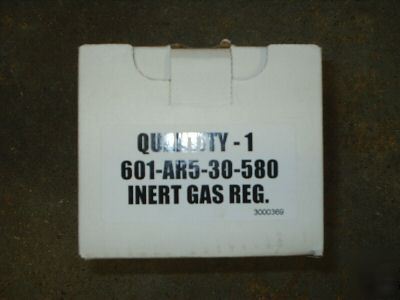 QUANTITY - 1
601-AR5-30-580
INERT GAS REG.
3000369